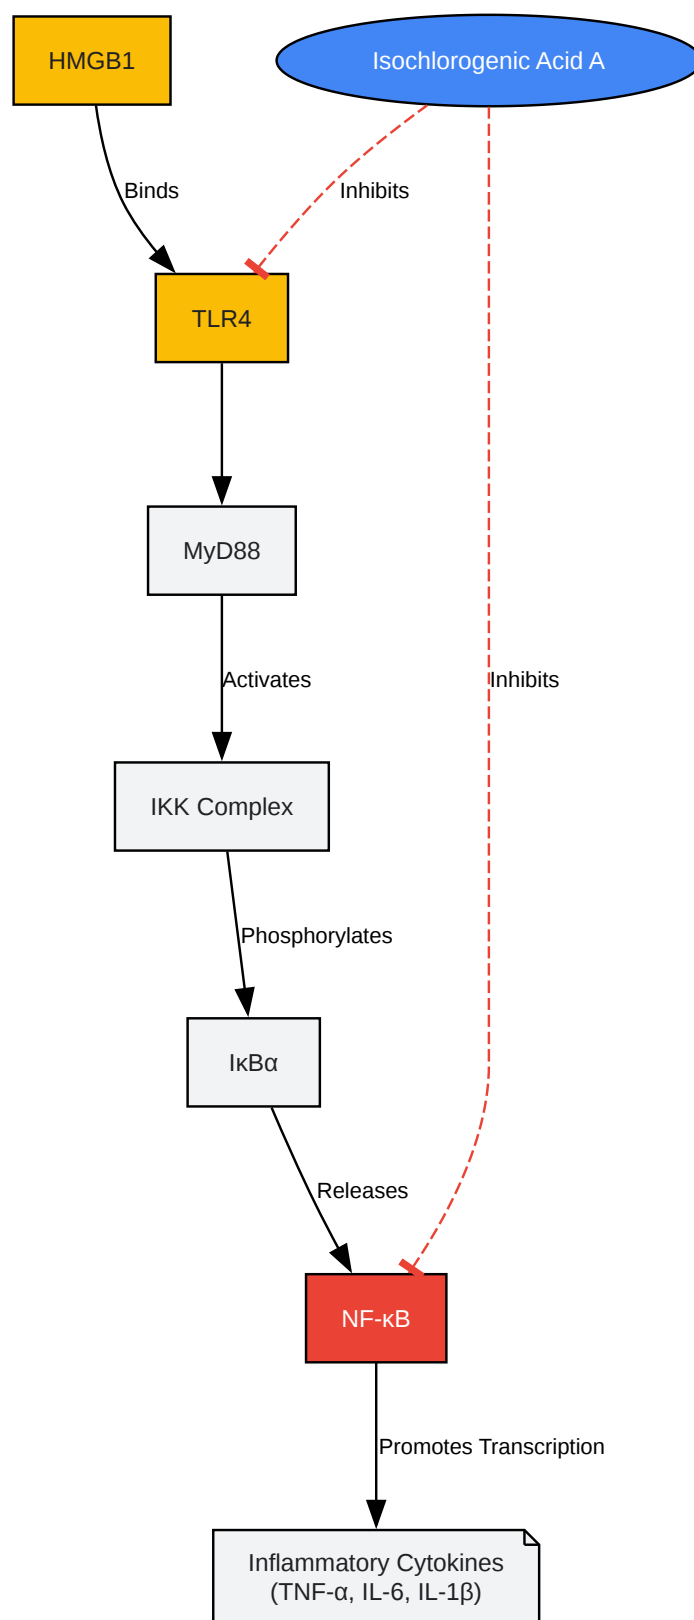 HMGB1
Isochlorogenic Acid A
Binds
Inhibits
TLR4
MyD88
Activates
Inhibits
IKK Complex
Phosphorylates
IκBα
Releases
NF-κB
Promotes Transcription
Inflammatory Cytokines
(TNF-α, IL-6, IL-1β)